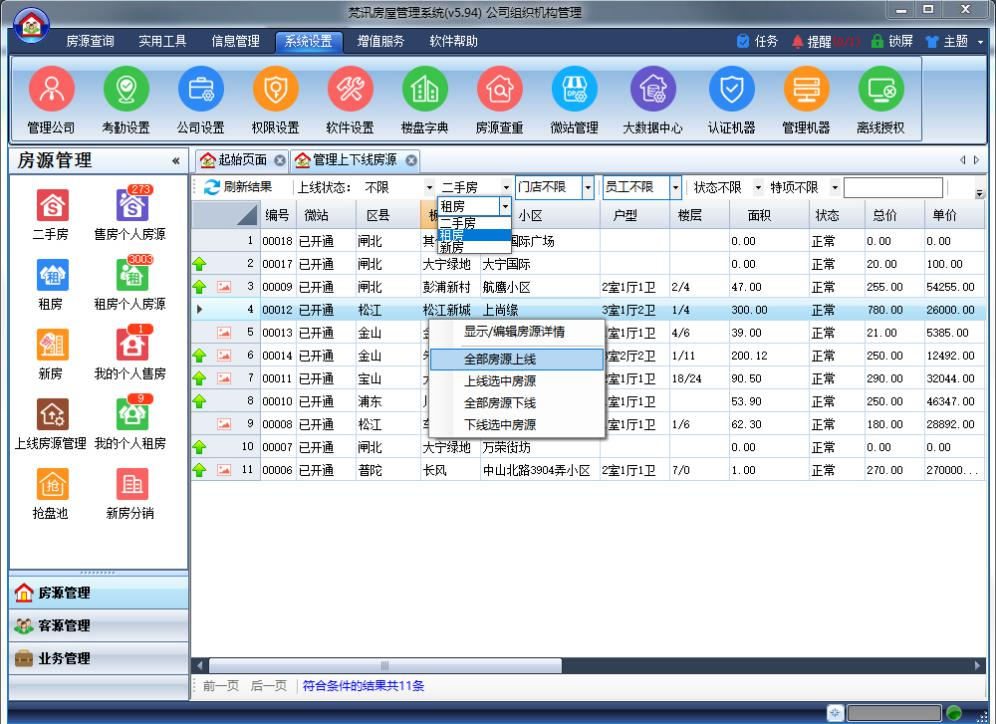 梵讯房屋管理系统(v5.94) 公司组织机构管理
房源查询 实用工具 信息管理 系统设置 增值服务 软件帮助 任务 提醒(0/1) 锁屏 主题
管理公司 考勤设置 公司设置 权限设置 软件设置 楼盘字典 房源查重 微站管理 大数据中心 认证机器 管理机器 离线授权
房源管理 «
二手房 273 售房个人房源
租房 3003 租房个人房源
新房 1 我的个人售房
上线房源管理 9 我的个人租房
抢盘池 新房分销
房源管理
客源管理
业务管理
起始页面 管理上下线房源
刷新结果 上线状态: 不限 二手房 门店不限 员工不限 状态不限 特项不限
租房
二手房
租房
新房
编号 微站 区县 小区 户型 楼层 面积 状态 总价 单价
1 00018 已开通 闸北 国际广场 0.00 正常 0.00 0.00
2 00017 已开通 闸北 大宁绿地 大宁国际 0.00 正常 20.00 100.00
3 00009 已开通 闸北 彭浦新村 航鹰小区 2室1厅1卫 2/4 47.00 正常 255.00 54255.00
4 00012 已开通 松江 松江新城 上尚缘 3室1厅2卫 1/4 300.00 正常 780.00 26000.00
5 00013 已开通 金山 室1厅1卫 4/6 39.00 正常 21.00 5385.00
6 00014 已开通 金山 室2厅2卫 1/11 200.12 正常 250.00 12492.00
7 00011 已开通 宝山 室1厅1卫 18/24 90.50 正常 290.00 32044.00
8 00010 已开通 浦东 室1厅1卫 53.90 正常 250.00 46347.00
9 00008 已开通 松江 室1厅1卫 1/6 62.30 正常 180.00 28892.00
10 00007 已开通 闸北 大宁绿地 万荣街坊 0.00 正常 0.00 0.00
11 00006 已开通 普陀 长风 中山北路3904弄小区 2室1厅1卫 7/0 1.00 正常 270.00 270000...
显示/编辑房源详情
全部房源上线
上线选中房源
全部房源下线
下线选中房源
前一页 后一页 符合条件的结果共11条